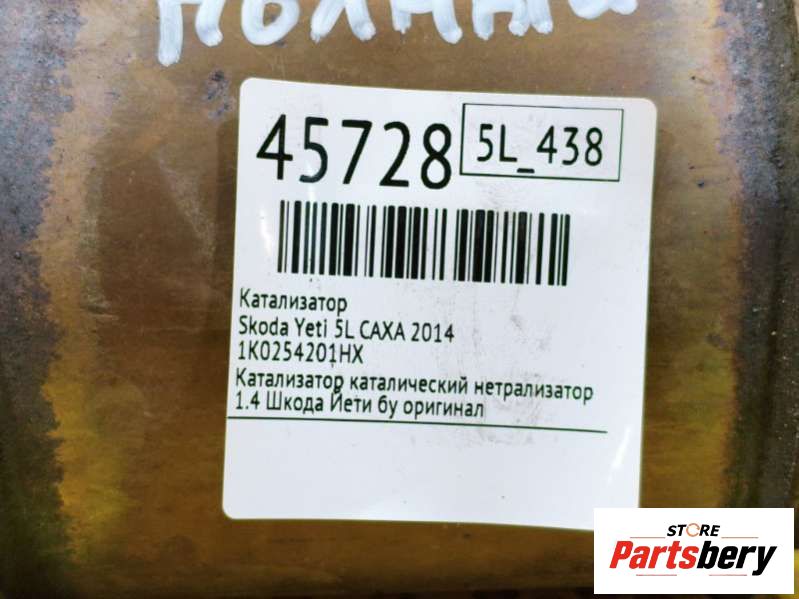 45728
5L_438
Катализатор
Skoda Yeti 5L CAXA 2014
1K0254201HX
Катализатор каталический нетрализатор
1.4 Шкода Йети бу оригинал
STORE
Partsbery